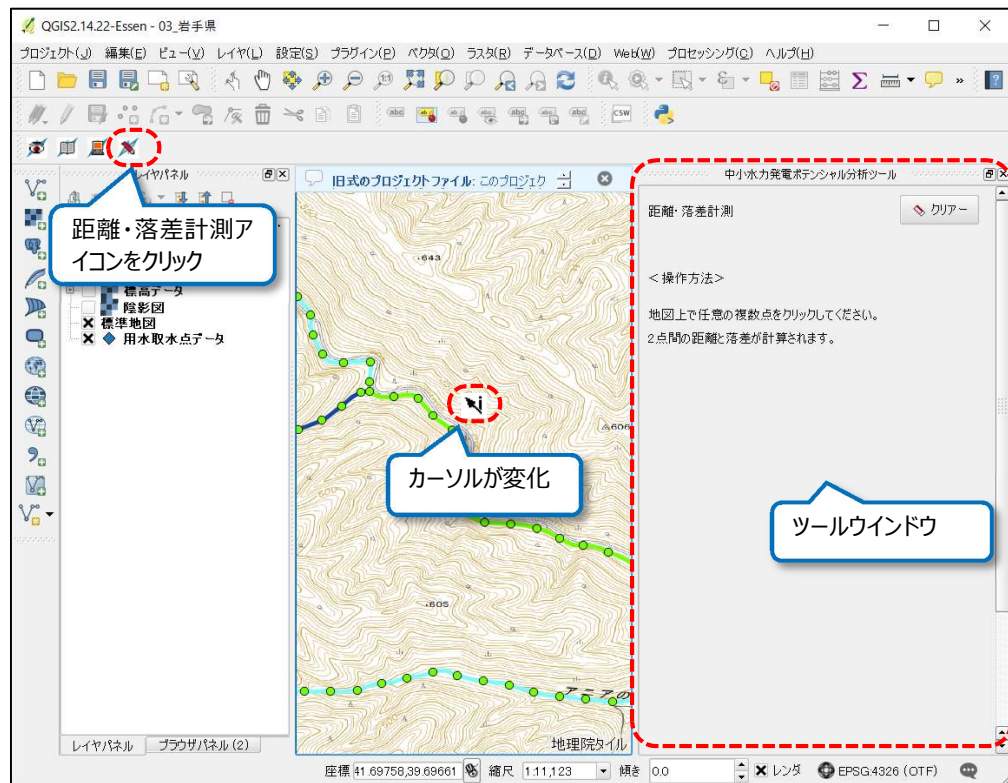 QGIS2.14.22-Essen - 03_岩手県
プロジェクト(J) 編集(E) ビュー(V) レイヤ(L) 設定(S) プラグイン(P) ベクタ(O) ラスタ(R) データベース(D) Web(W) プロセッシング(C) ヘルプ(H)
abc
CSW
レイヤパネル
旧式のプロジェクトファイル: このプロジェク
中小水力発電ポテンシャル分析ツール
距離・落差計測ア
イコンをクリック
標高データ
陰影図
標準地図
用水取水点データ
距離・落差計測
クリアー
<操作方法>
地図上で任意の複数点をクリックしてください。
2点間の距離と落差が計算されます。
643
606
カーソルが変化
ツールウインドウ
605
アニアの
地理院タイル
レイヤパネル ブラウザパネル (2)
座標 41.69758,39.69661 縮尺 1:11,123 傾き 0.0 レンダ EPSG:4326 (OTF)